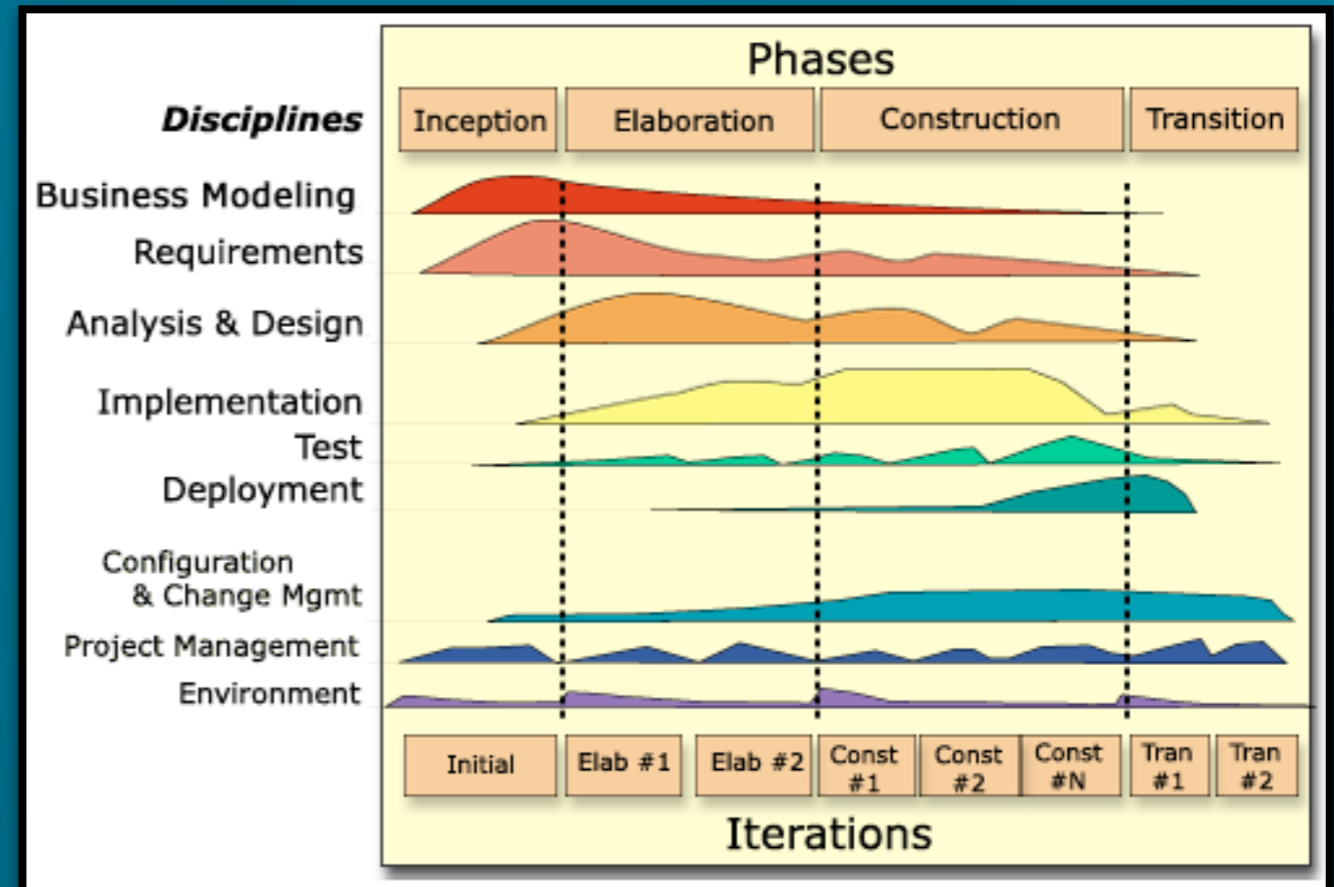 Phases
Disciplines
Inception
Elaboration
Construction
Transition
Business Modeling
Requirements
Analysis & Design
Implementation
Test
Deployment
Configuration
& Change Mgmt
Project Management
Environment
Initial
Elab #1
Elab #2
Const
#1
Const
#2
Const
#N
Tran
#1
Tran
#2
Iterations